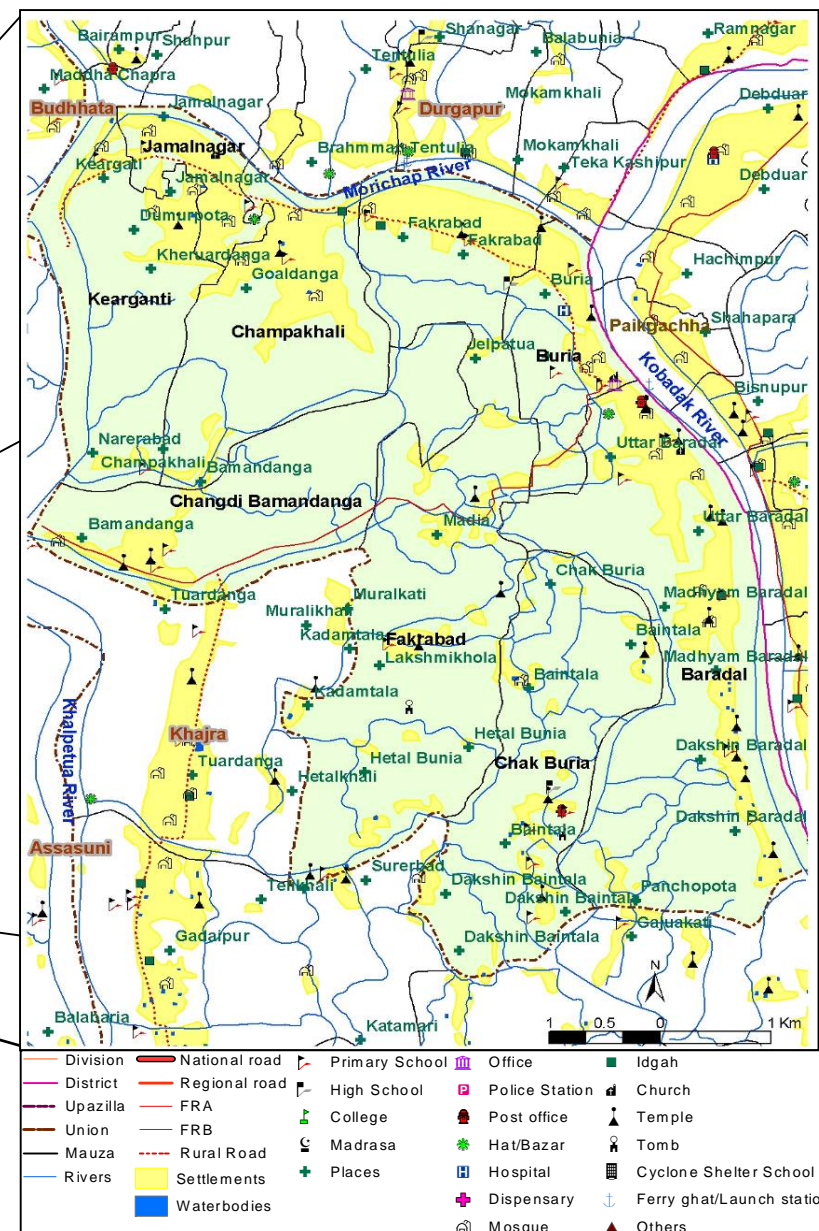 Bairampur
Shahpur
Shanagar
Balabunia
Ramnagar
Tentulia
Maddha Chapra
Budhhata
Jamalnagar
Durgapur
Mokamkhali
Debduar
Jamalnagar
Brahmman Tentulia
Mokamkhali
Keargati
Jamalnagar
Morichap River
Teka Kashipur
Debduar
Dumurpota
Fakrabad
Fakrabad
Kheruardanga
Goaldanga
Buria
Hachimpur
Kearganti
Champakhali
Paikgachha
Shahapara
Jelpatua
Buria
Kobadak River
Bisnupur
Narerabad
Uttar Baradal
Champakhali
Bamandanga
Changdi Bamandanga
Bamandanga
Madia
Uttar Baradal
Tuardanga
Muralkati
Chak Buria
Muralikhali
Madhyam Baradal
Kadamtala
Fakrabad
Baintala
Lakshmikhola
Madhyam Baradal
Baradal
Kadamtala
Baintala
Khalpetua River
Khajra
Hetal Bunia
Dakshin Baradal
Tuardanga
Hetal Bunia
Chak Buria
Hetalkhali
Assasuni
Baintala
Dakshin Baradal
Surerbad
Tentkhali
Dakshin Baintala
Panchopota
Dakshin Baintala
Gajuakati
Gadaipur
Dakshin Baintala
N
Balabaria
Katamari
1 0.5 0 1 Km
Division
District
Upazilla
Union
Mauza
Rivers
National road
Regional road
FRA
FRB
Rural Road
Settlements
Waterbodies
Primary School
High School
College
Madrasa
Places
Office
Police Station
Post office
Hat/Bazar
Hospital
Dispensary
Mosque
Idgah
Church
Temple
Tomb
Cyclone Shelter School
Ferry ghat/Launch statio
Others